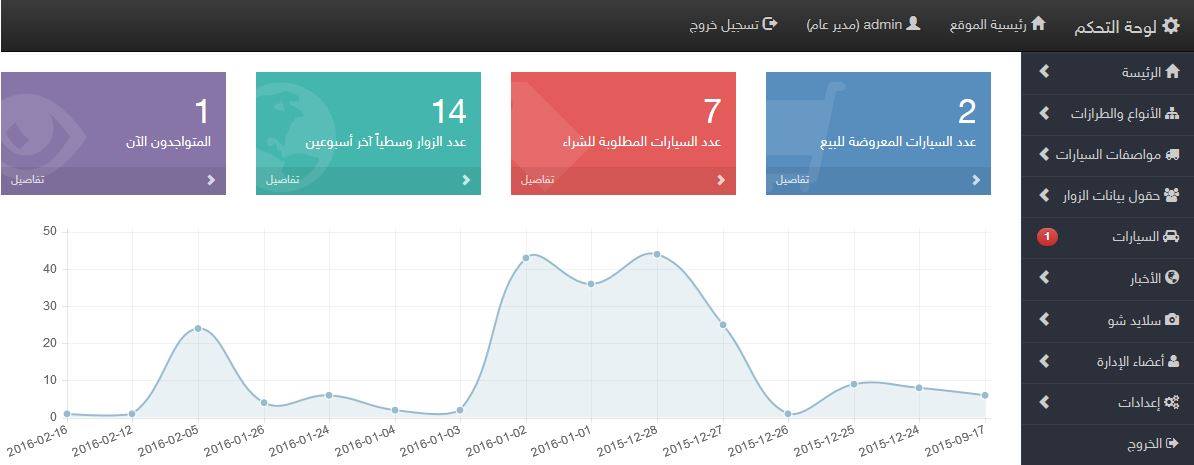 لوحة التحكم
رئيسية الموقع
admin (مدير عام)
تسجيل خروج
الرئيسة
الأنواع والطرازات
مواصفات السيارات
حقول بيانات الزوار
السيارات
1
الأخبار
سلايد شو
أعضاء الإدارة
إعدادات
الخروج
2
عدد السيارات المعروضة للبيع
تفاصيل
7
عدد السيارات المطلوبة للشراء
تفاصيل
14
عدد الزوار وسطياً آخر أسبوعين
تفاصيل
1
المتواجدون الآن
تفاصيل
50
40
30
20
10
0
2016-02-16
2016-02-12
2016-02-05
2016-01-26
2016-01-24
2016-01-04
2016-01-03
2016-01-02
2016-01-01
2015-12-28
2015-12-27
2015-12-26
2015-12-25
2015-12-24
2015-09-17